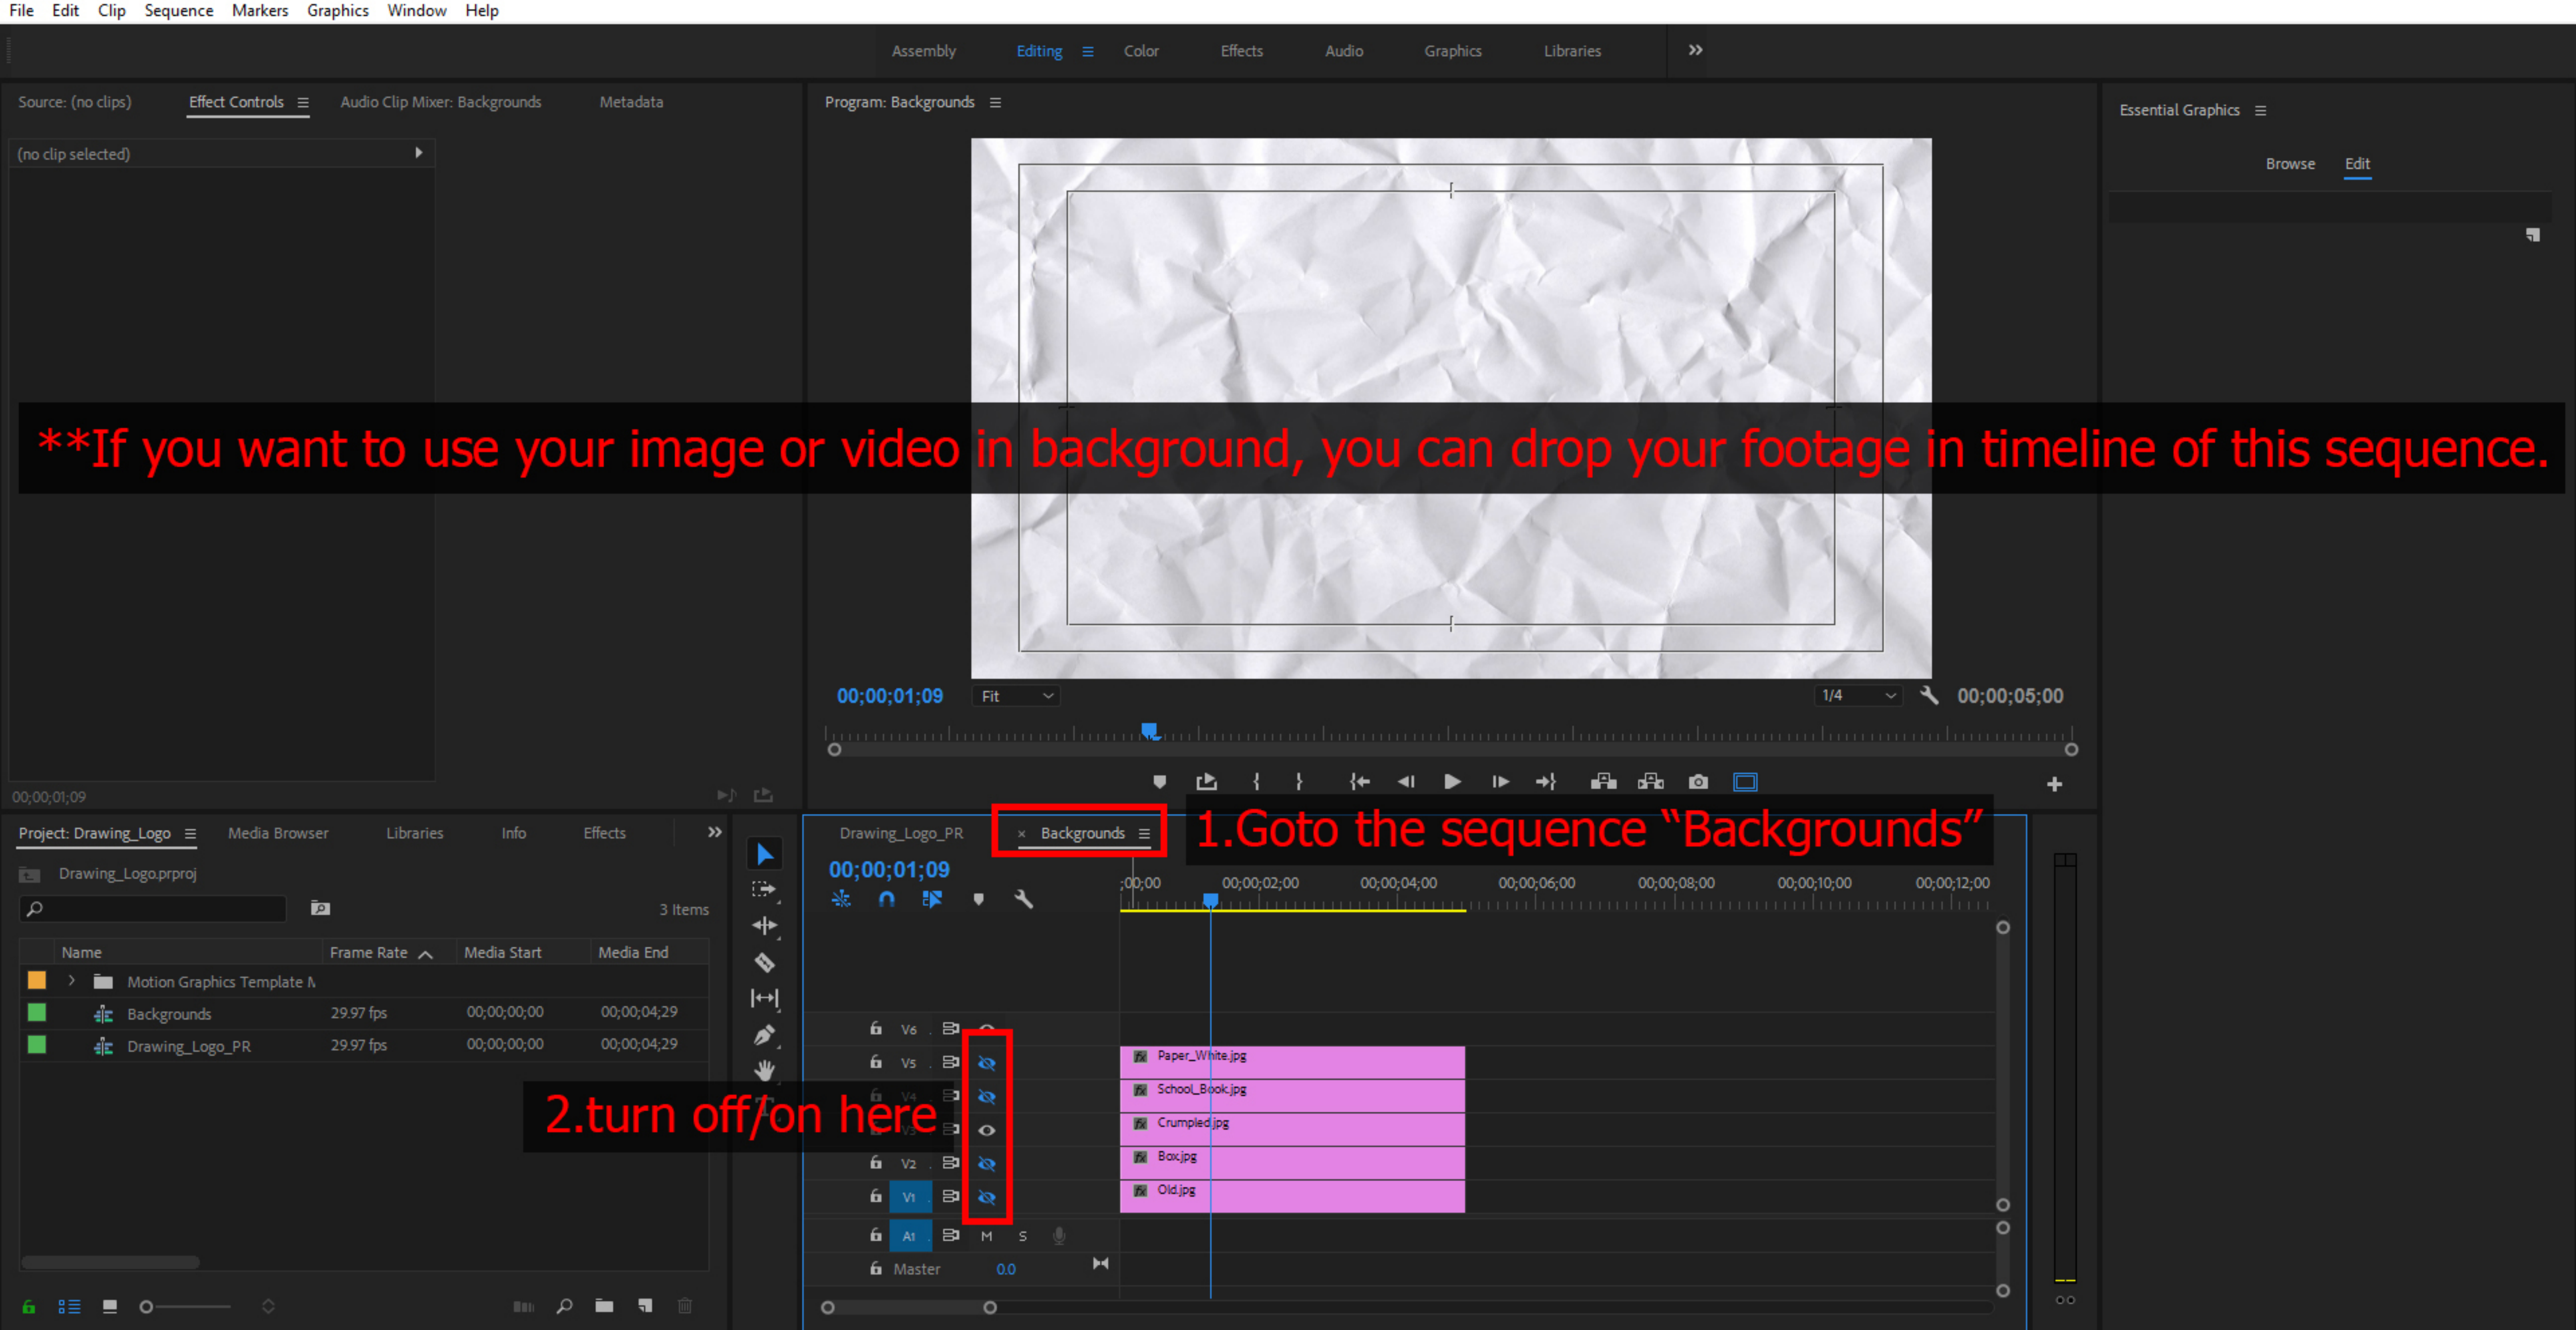 File Edit Clip Sequence Markers Graphics Window Help
Assembly Editing Color Effects Audio Graphics Libraries
Source: (no clips) Effect Controls Audio Clip Mixer: Backgrounds Metadata
(no clip selected)
00;00;01;09
Program: Backgrounds
Essential Graphics
Browse Edit
**If you want to use your image or video in background, you can drop your footage in timeline of this sequence.
00;00;01;09 Fit 1/4 00;00;05;00
Project: Drawing_Logo Media Browser Libraries Info Effects
Drawing_Logo.prproj
3 Items
Name Frame Rate Media Start Media End
Motion Graphics Template M
Backgrounds 29.97 fps 00;00;00;00 00;00;04;29
Drawing_Logo_PR 29.97 fps 00;00;00;00 00;00;04;29
Drawing_Logo_PR × Backgrounds
1.Goto the sequence “Backgrounds”
00;00;01;09
;00;00 00;00;02;00 00;00;04;00 00;00;06;00 00;00;08;00 00;00;10;00 00;00;12;00
V6
V5 Paper_White.jpg
V4 School_Book.jpg
2.turn off/on here
V3 Crumpled.jpg
V2 Box.jpg
V1 Old.jpg
A1 M S
Master 0.0